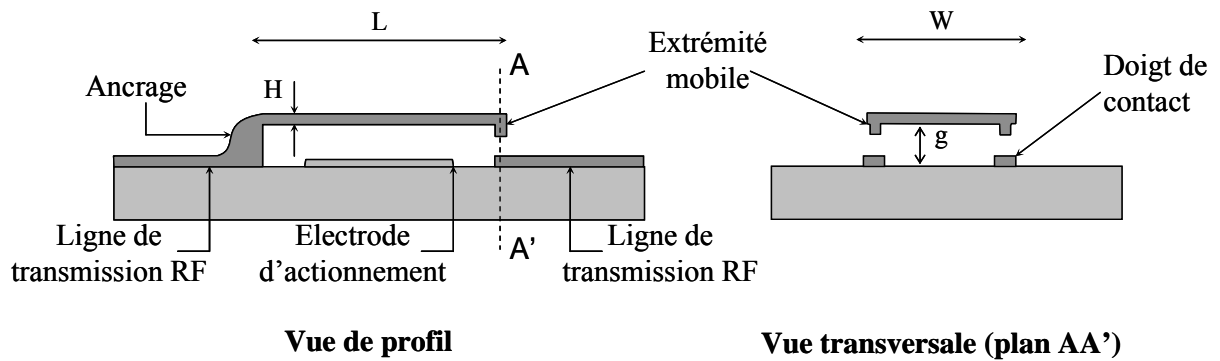 L
W
A
Extrémité
mobile
Doigt de
contact
Ancrage
H
g
Ligne de
transmission RF
Electrode
d'actionnement
A'
Ligne de
transmission RF
Vue de profil
Vue transversale (plan AA')